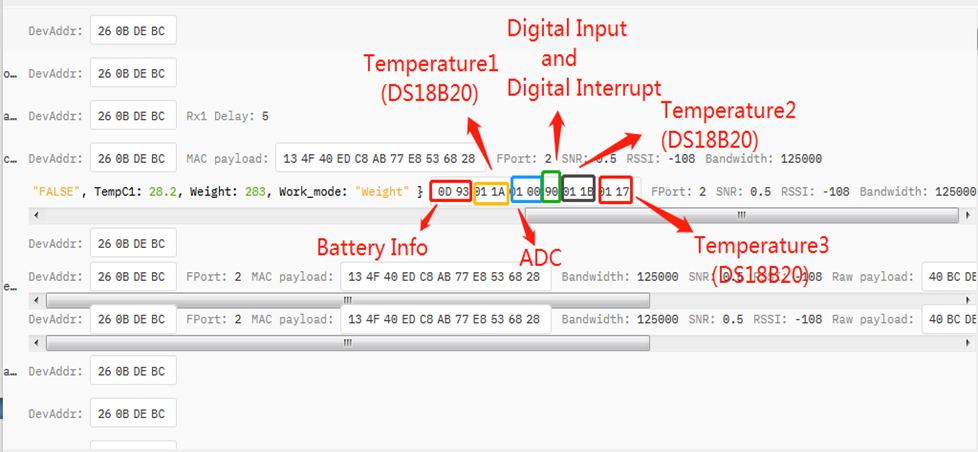 DevAddr: 26 0B DE BC
Digital Input
and
Digital Interrupt
Temperature1
(DS18B20)
Temperature2
(DS18B20)
o... DevAddr: 26 0B DE BC
a... DevAddr: 26 0B DE BC Rx1 Delay: 5
c... DevAddr: 26 0B DE BC MAC payload: 13 4F 40 ED C8 AB 77 E8 53 68 28 FPort: 2 SNR: 0.5 RSSI: -108 Bandwidth: 125000
"FALSE", TempC1: 28.2, Weight: 283, Work_mode: "Weight" } 0D 93 01 1A 01 00 90 01 1B 01 17 FPort: 2 SNR: 0.5 RSSI: -108 Bandwidth: 125000
Battery Info
ADC
Temperature3
(DS18B20)
DevAddr: 26 0B DE BC
e... DevAddr: 26 0B DE BC FPort: 2 MAC payload: 13 4F 40 ED C8 AB 77 E8 53 68 28 Bandwidth: 125000 SNR: 0.5 RSSI: -108 Raw payload: 40 BC DE
DevAddr: 26 0B DE BC FPort: 2 MAC payload: 13 4F 40 ED C8 AB 77 E8 53 68 28 Bandwidth: 125000 SNR: 0.5 RSSI: -108 Raw payload: 40 BC DE
a... DevAddr: 26 0B DE BC
DevAddr: 26 0B DE BC